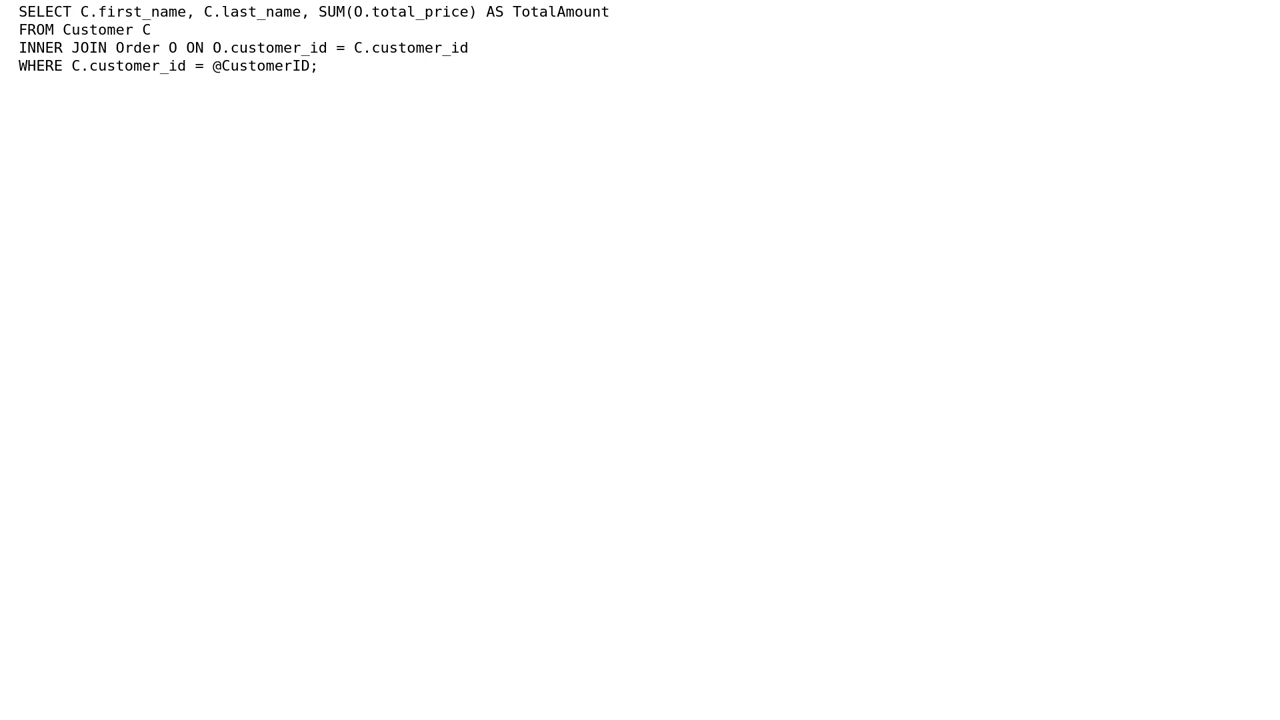 SELECT C.first_name, C.last_name, SUM(O.total_price) AS TotalAmount
FROM Customer C
INNER JOIN Order O ON O.customer_id = C.customer_id
WHERE C.customer_id = @CustomerID;